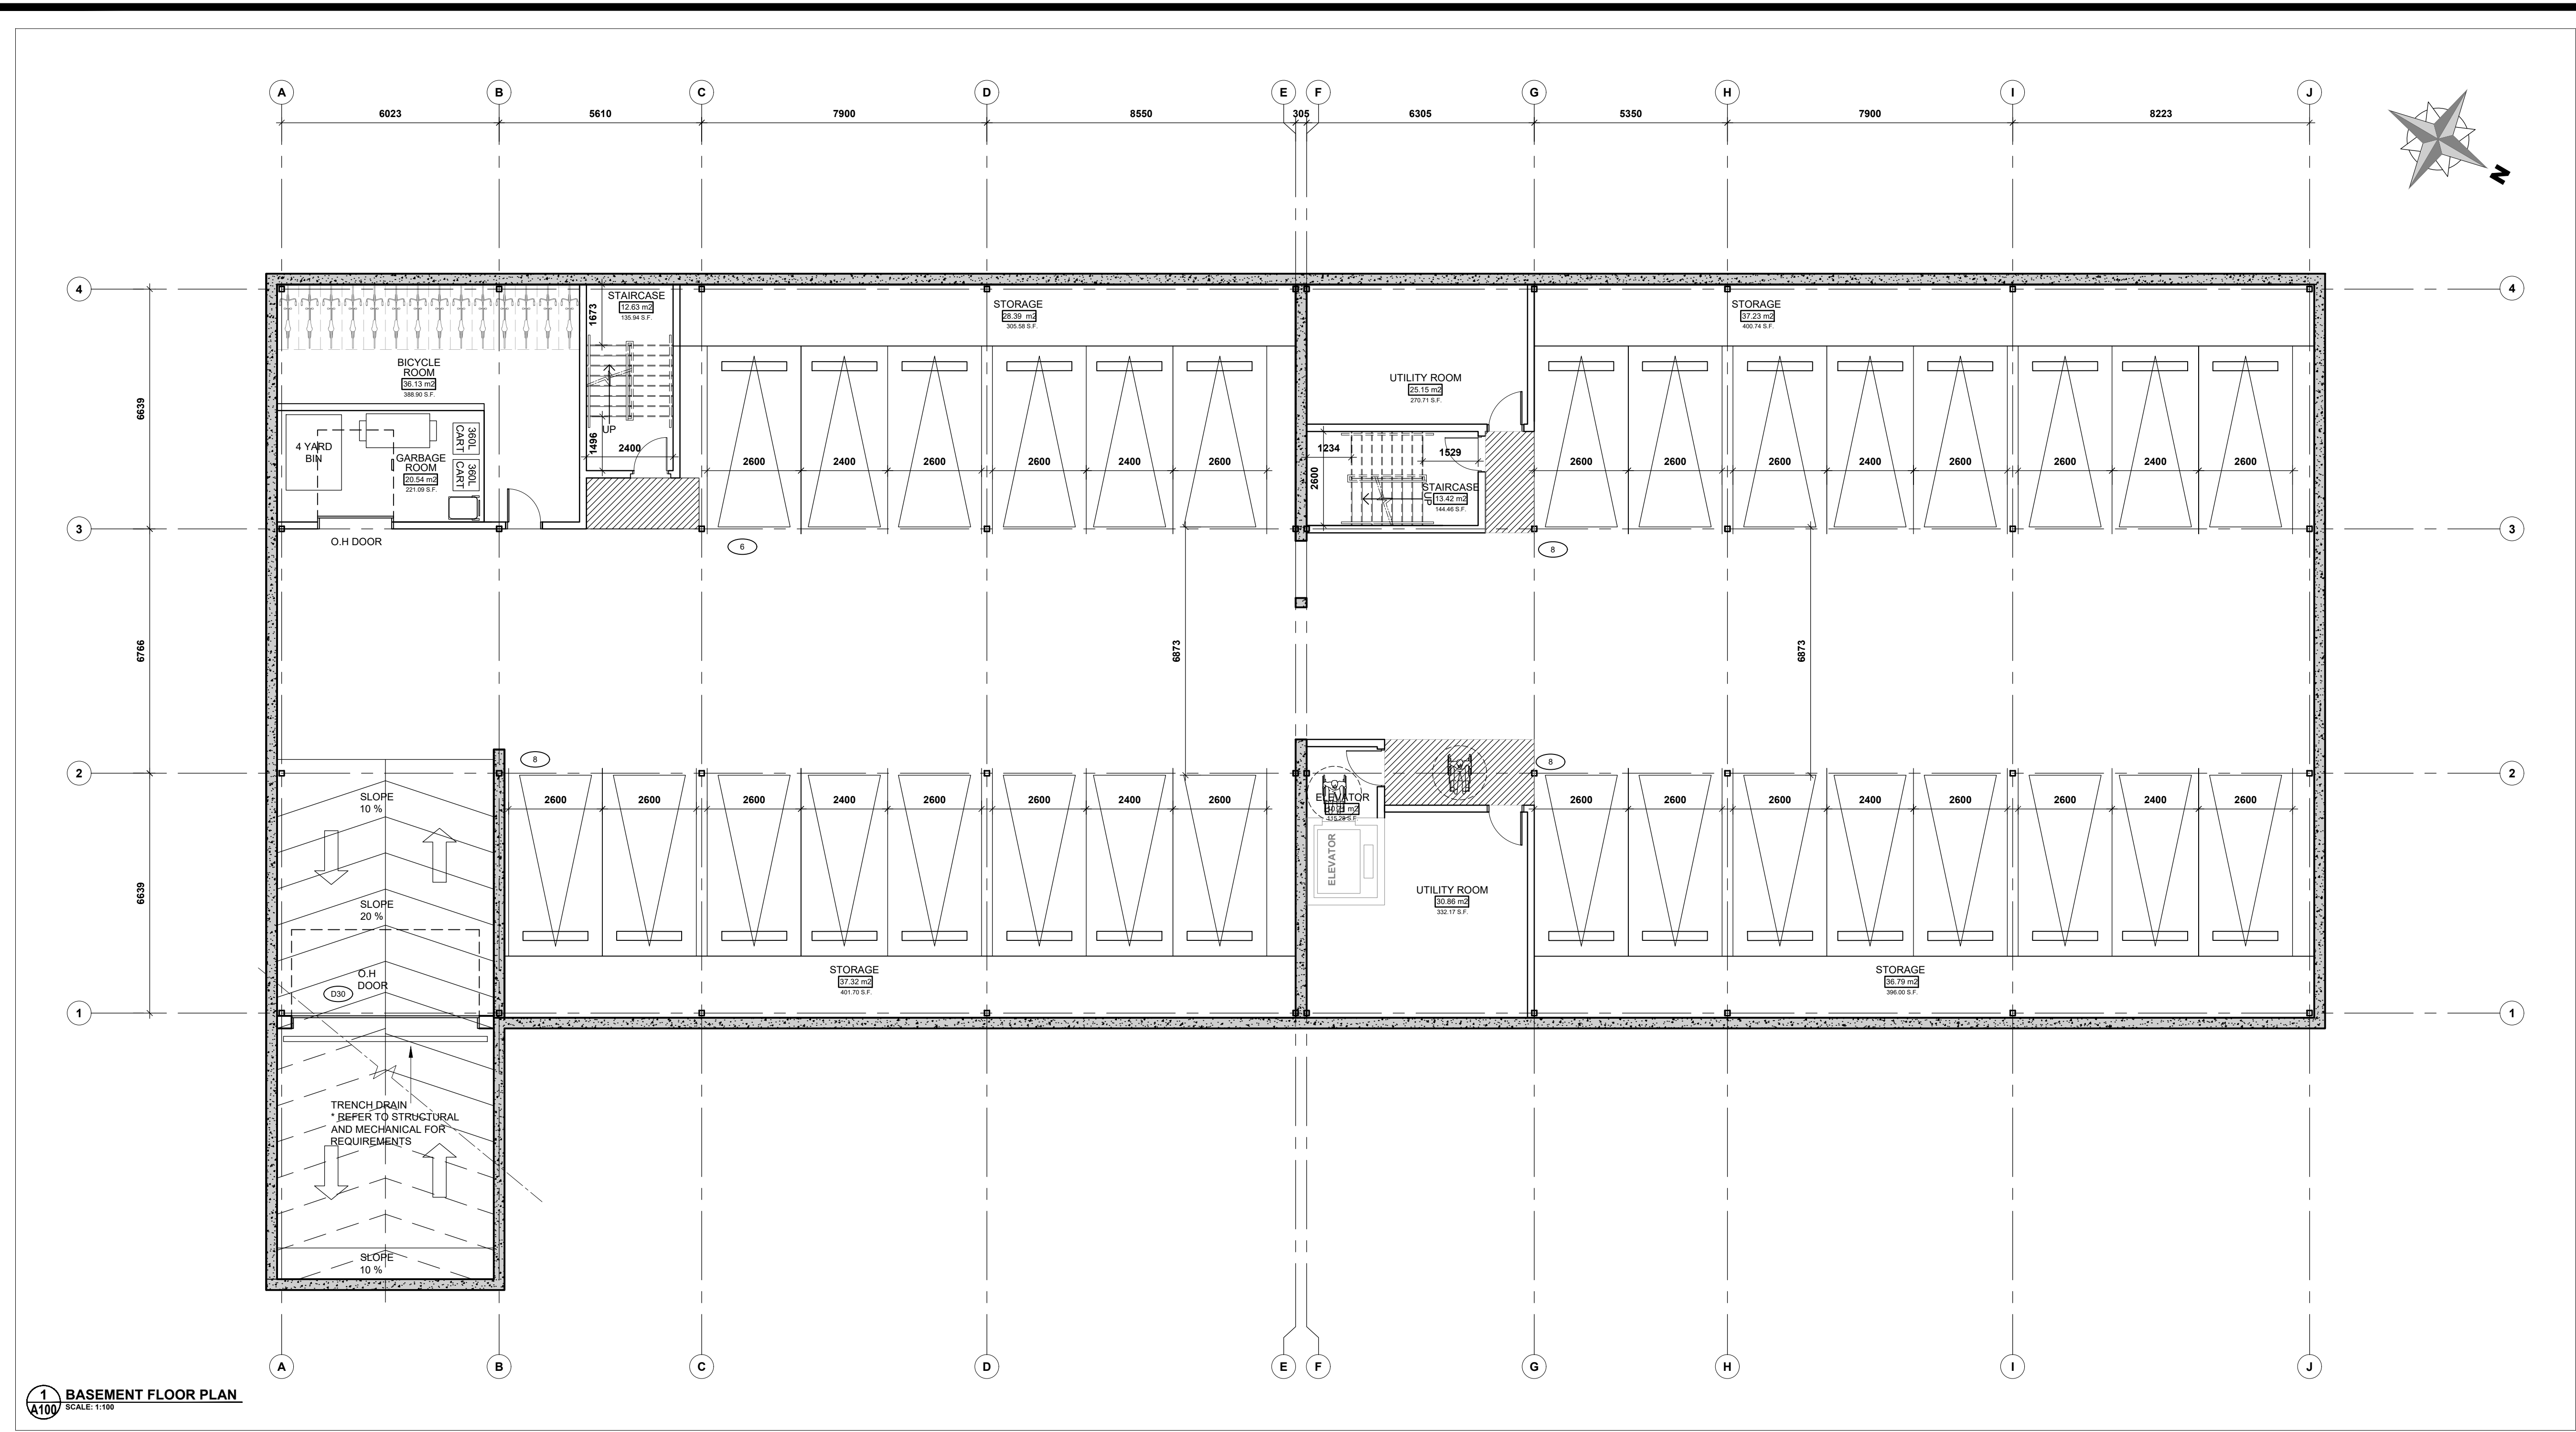 A B C D E F G H I J
6023 5610 7900 8550 305 6305 5350 7900 8223
N
4 4
STAIRCASE
12.63 m2
135.94 S.F.
1673
STORAGE
28.39 m2
305.58 S.F.
STORAGE
37.23 m2
400.74 S.F.
BICYCLE
ROOM
36.13 m2
388.90 S.F.
UTILITY ROOM
25.15 m2
270.71 S.F.
6639
UP
1496
2400
4 YARD
BIN
GARBAGE
ROOM
20.54 m2
221.09 S.F.
360L
CART
360L
CART
2600 2400 2600 2600 2400 2600
1234
1529
2600
STAIRCASE
13.42 m2
144.46 S.F.
UP
2600 2600 2600 2400 2600 2600 2400 2600
3 3
O.H DOOR
6
8
6766
6873
6873
2 2
8
8
SLOPE
10 %
2600 2600 2600 2400 2600 2600 2400 2600
ELEVATOR
ELEVATOR
2600 2600 2600 2400 2600 2600 2400 2600
6639
SLOPE
20 %
UTILITY ROOM
30.86 m2
332.17 S.F.
O.H
DOOR
D30
STORAGE
37.32 m2
401.70 S.F.
STORAGE
36.79 m2
396.00 S.F.
1 1
TRENCH DRAIN
* REFER TO STRUCTURAL
AND MECHANICAL FOR
REQUIREMENTS
SLOPE
10 %
A B C D E F G H I J
1
A100
BASEMENT FLOOR PLAN
SCALE: 1:100